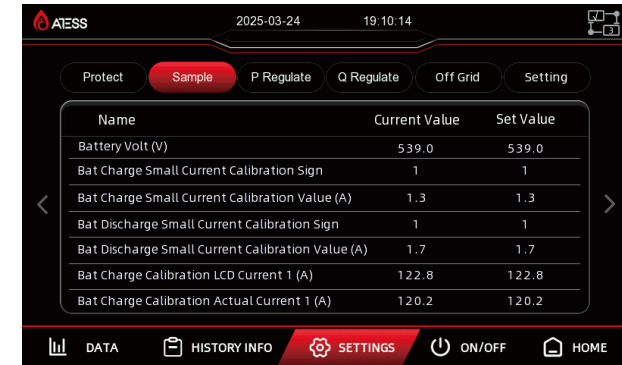 ATESS 2025-03-24 19:10:14
3
Protect Sample P Regulate Q Regulate Off Grid Setting
Name Current Value Set Value
Battery Volt (V) 539.0 539.0
Bat Charge Small Current Calibration Sign 1 1
Bat Charge Small Current Calibration Value (A) 1.3 1.3
Bat Discharge Small Current Calibration Sign 1 1
Bat Discharge Small Current Calibration Value (A) 1.7 1.7
Bat Charge Calibration LCD Current 1 (A) 122.8 122.8
Bat Charge Calibration Actual Current 1 (A) 120.2 120.2
DATA HISTORY INFO SETTINGS ON/OFF HOME